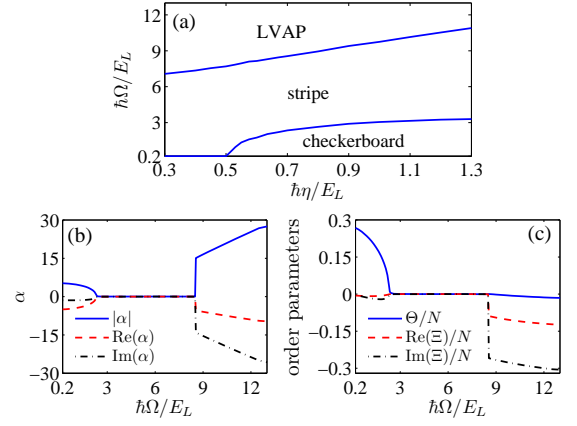 (a)
12
9
6
3
0.2
ħΩ/E_L
LVAP
stripe
checkerboard
0.3 0.5 0.7 0.9 1.1 1.3
ħη/E_L
(b)
30
15
0
−15
−30
α
|α|
Re(α)
Im(α)
0.2 3 6 9 12
ħΩ/E_L
(c)
0.3
0.15
0
−0.15
−0.3
order parameters
Θ/N
Re(Ξ)/N
Im(Ξ)/N
0.2 3 6 9 12
ħΩ/E_L